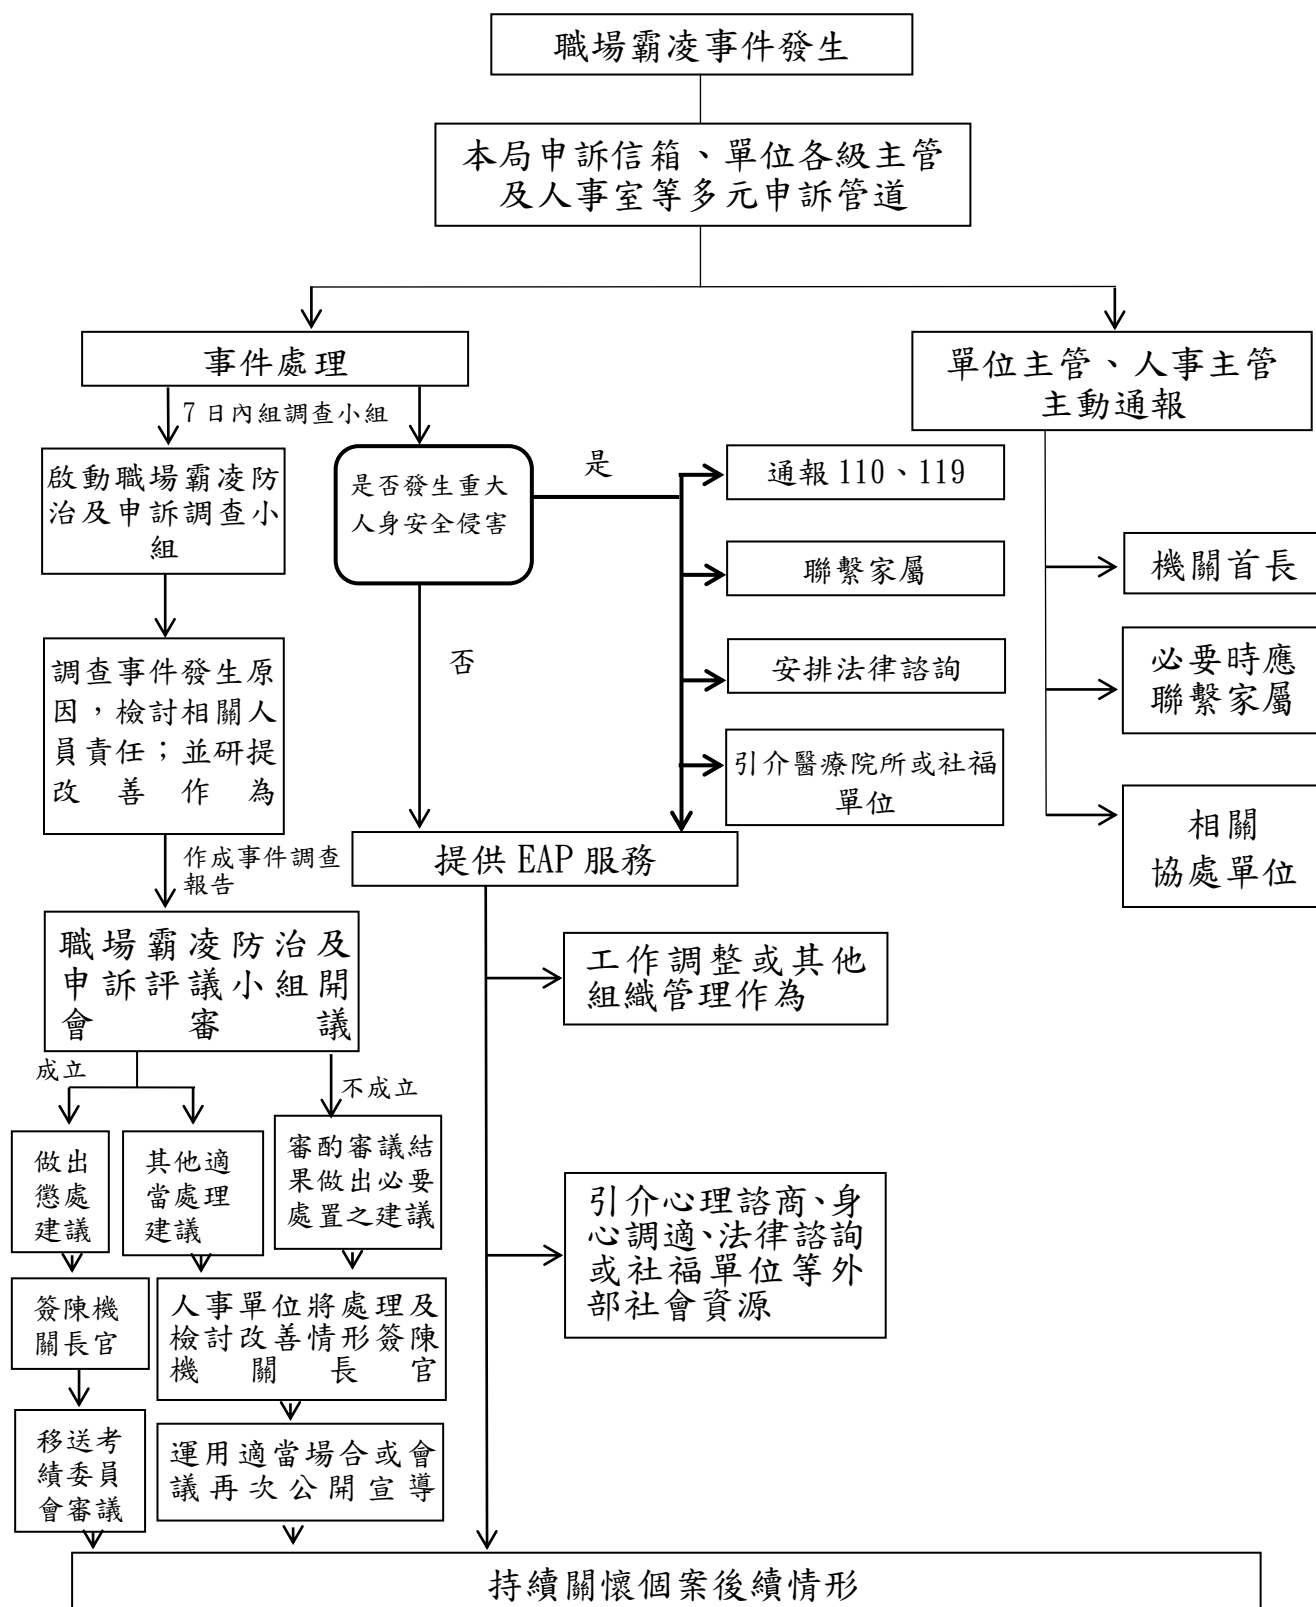 職場霸凌事件發生
本局申訴信箱、單位各級主管
及人事室等多元申訴管道
事件處理
單位主管、人事主管
主動通報
7日內組調查小組
啟動職場霸凌防
治及申訴調查小
組
是否發生重大
人身安全侵害
是
否
通報110、119
聯繫家屬
安排法律諮詢
引介醫療院所或社福
單位
機關首長
必要時應
聯繫家屬
相關
協處單位
調查事件發生原
因，檢討相關人
員責任；並研提
改善作為
作成事件調查
報告
提供EAP服務
職場霸凌防治及
申訴評議小組開
會審議
工作調整或其他
組織管理作為
成立
不成立
做出
懲處
建議
其他適
當處理
建議
審酌審議結
果做出必要
處置之建議
引介心理諮商、身
心調適、法律諮詢
或社福單位等外
部社會資源
簽陳機
關長官
人事單位將處理及
檢討改善情形簽陳
機關長官
移送考
績委員
會審議
運用適當場合或會
議再次公開宣導
持續關懷個案後續情形